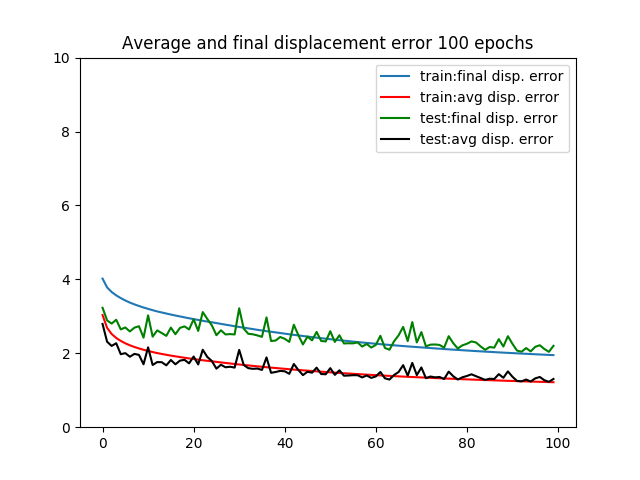 Average and final displacement error 100 epochs
10
8
6
4
2
0
train:final disp. error
train:avg disp. error
test:final disp. error
test:avg disp. error
0 20 40 60 80 100